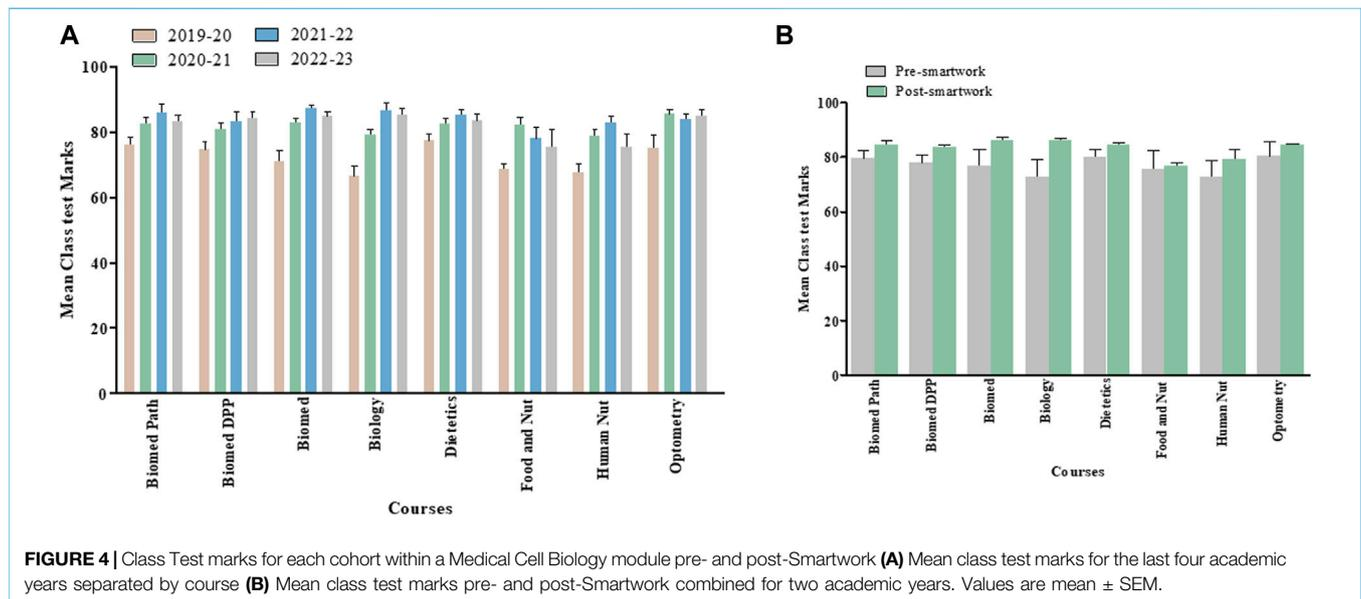 A
2019-20
2021-22
2020-21
2022-23
100
80
60
40
20
0
Mean Class test Marks
Biomed Path
Biomed DPP
Biomed
Biology
Dietetics
Food and Nut
Human Nut
Optometry
Courses
B
Pre-smartwork
Post-smartwork
100
80
60
40
20
0
Mean Class test Marks
Biomed Path
Biomed DPP
Biomed
Biology
Dietetics
Food and Nut
Human Nut
Optometry
Courses
FIGURE 4 | Class Test marks for each cohort within a Medical Cell Biology module pre- and post-Smartwork (A) Mean class test marks for the last four academic
years separated by course (B) Mean class test marks pre- and post-Smartwork combined for two academic years. Values are mean ± SEM.